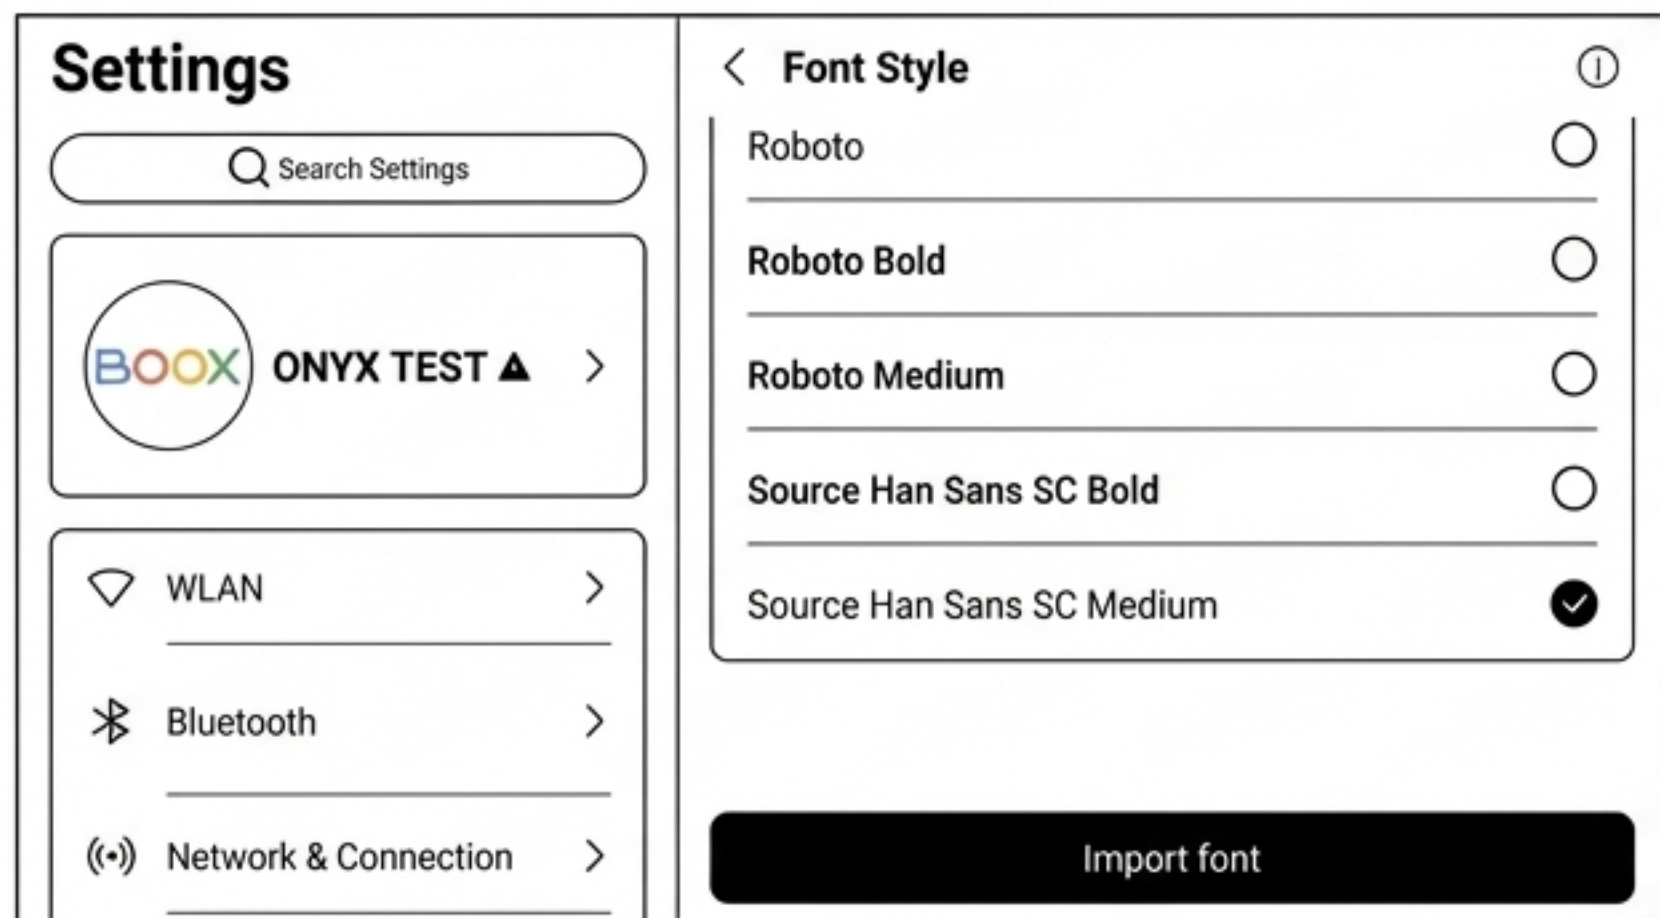 Settings
Search Settings
BOOX
ONYX TEST
WLAN
Bluetooth
Network & Connection
Font Style
Roboto
Roboto Bold
Roboto Medium
Source Han Sans SC Bold
Source Han Sans SC Medium
Import font